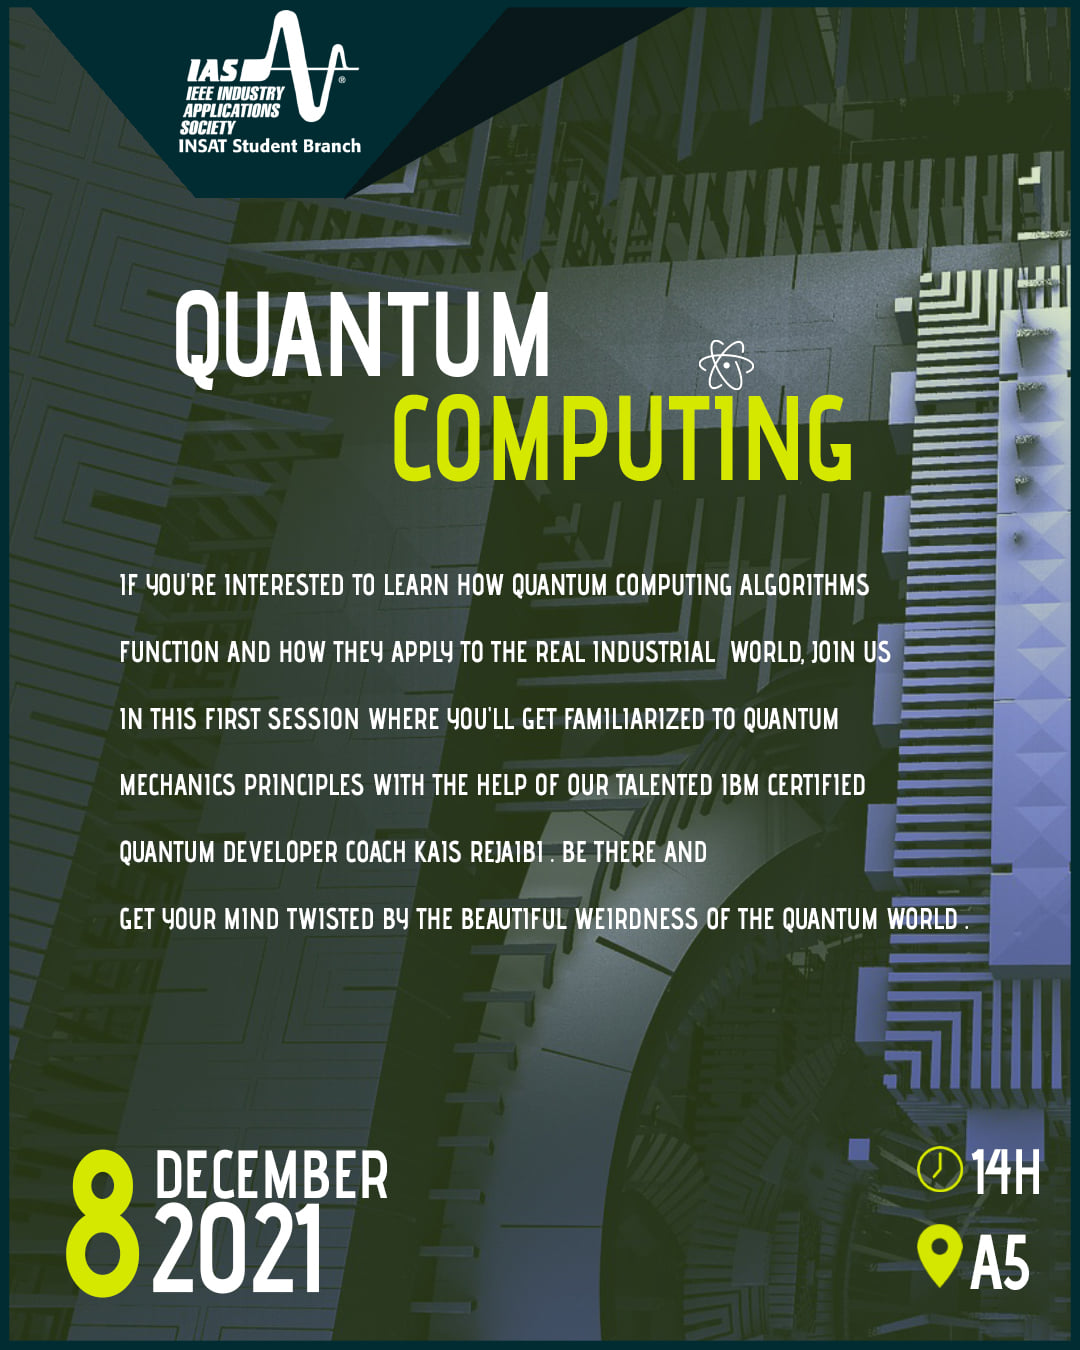 IAS
IEEE INDUSTRY
APPLICATIONS
SOCIETY
INSAT Student Branch
QUANTUM
COMPUTING
IF YOU'RE INTERESTED TO LEARN HOW QUANTUM COMPUTING ALGORITHMS
FUNCTION AND HOW THEY APPLY TO THE REAL INDUSTRIAL WORLD, JOIN US
IN THIS FIRST SESSION WHERE YOU'LL GET FAMILIARIZED TO QUANTUM
MECHANICS PRINCIPLES WITH THE HELP OF OUR TALENTED IBM CERTIFIED
QUANTUM DEVELOPER COACH KAIS REJAIBI . BE THERE AND
GET YOUR MIND TWISTED BY THE BEAUTIFUL WEIRDNESS OF THE QUANTUM WORLD .
8 DECEMBER
2021
14H
A5